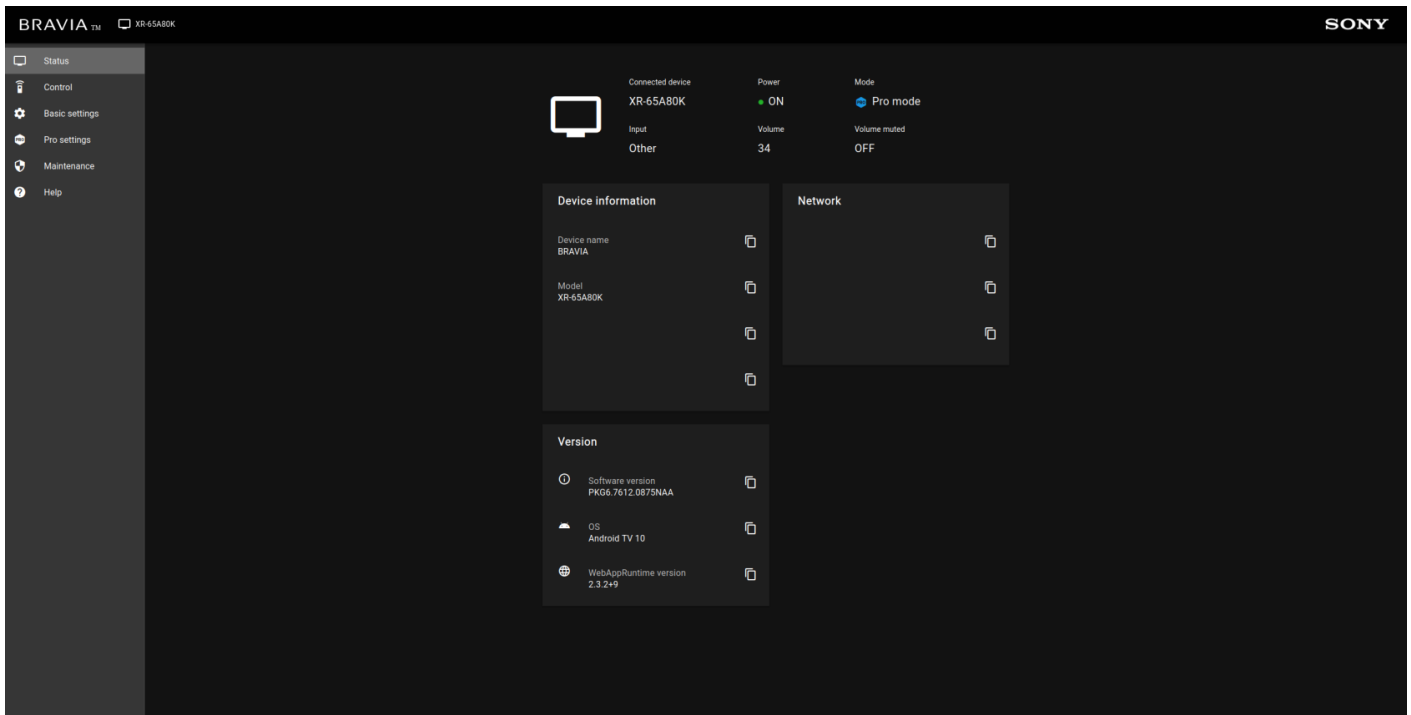 BRAVIA TM XR-65A80K
SONY
Status
Control
Basic settings
Pro settings
Maintenance
Help
Connected device
XR-65A80K
Power
ON
Mode
PRO Pro mode
Input
Other
Volume
34
Volume muted
OFF
Device information
Device name
BRAVIA
Model
XR-65A80K
Network
Version
Software version
PKG6.7612.0875NAA
OS
Android TV 10
WebAppRuntime version
2.3.2+9